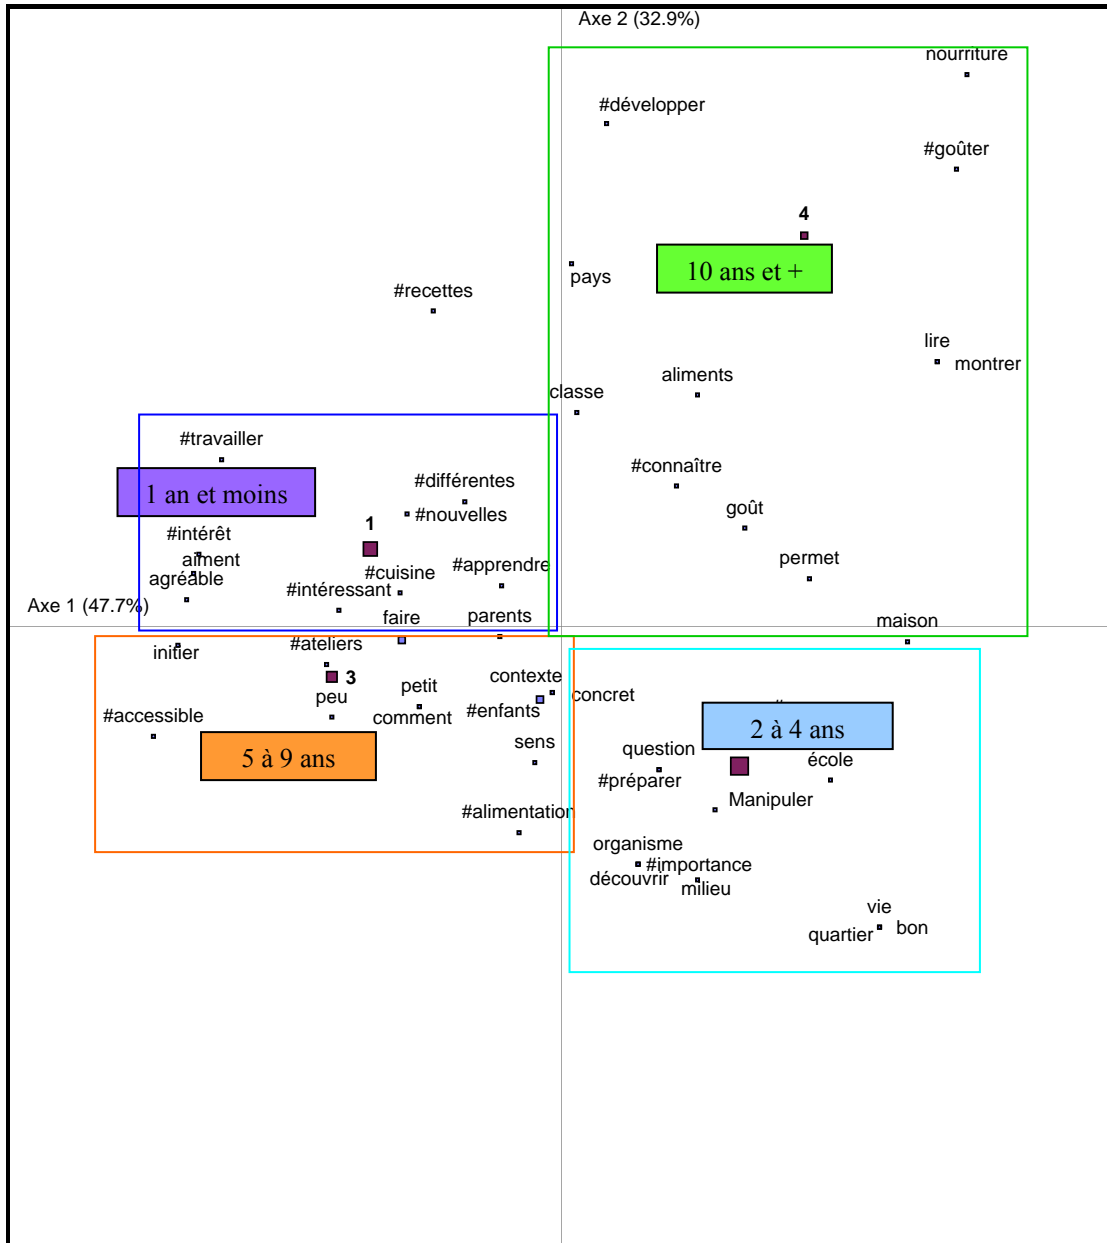 Axe 2 (32.9%)
nourriture
#développer
#goûter
4
10 ans et +
pays
#recettes
lire
montrer
aliments
classe
#travailler
#connaître
#différentes
1 an et moins
#nouvelles
goût
1
#intérêt
aiment
permet
#apprendre
#cuisine
agréable
#intéressant
Axe 1 (47.7%)
faire
parents
maison
initier
#ateliers
3
contexte
petit
peu
concret
#accessible
comment
#enfants
#
2 à 4 ans
sens
question
5 à 9 ans
école
#préparer
Manipuler
#alimentation
organisme
#importance
découvrir
milieu
vie
quartier
bon